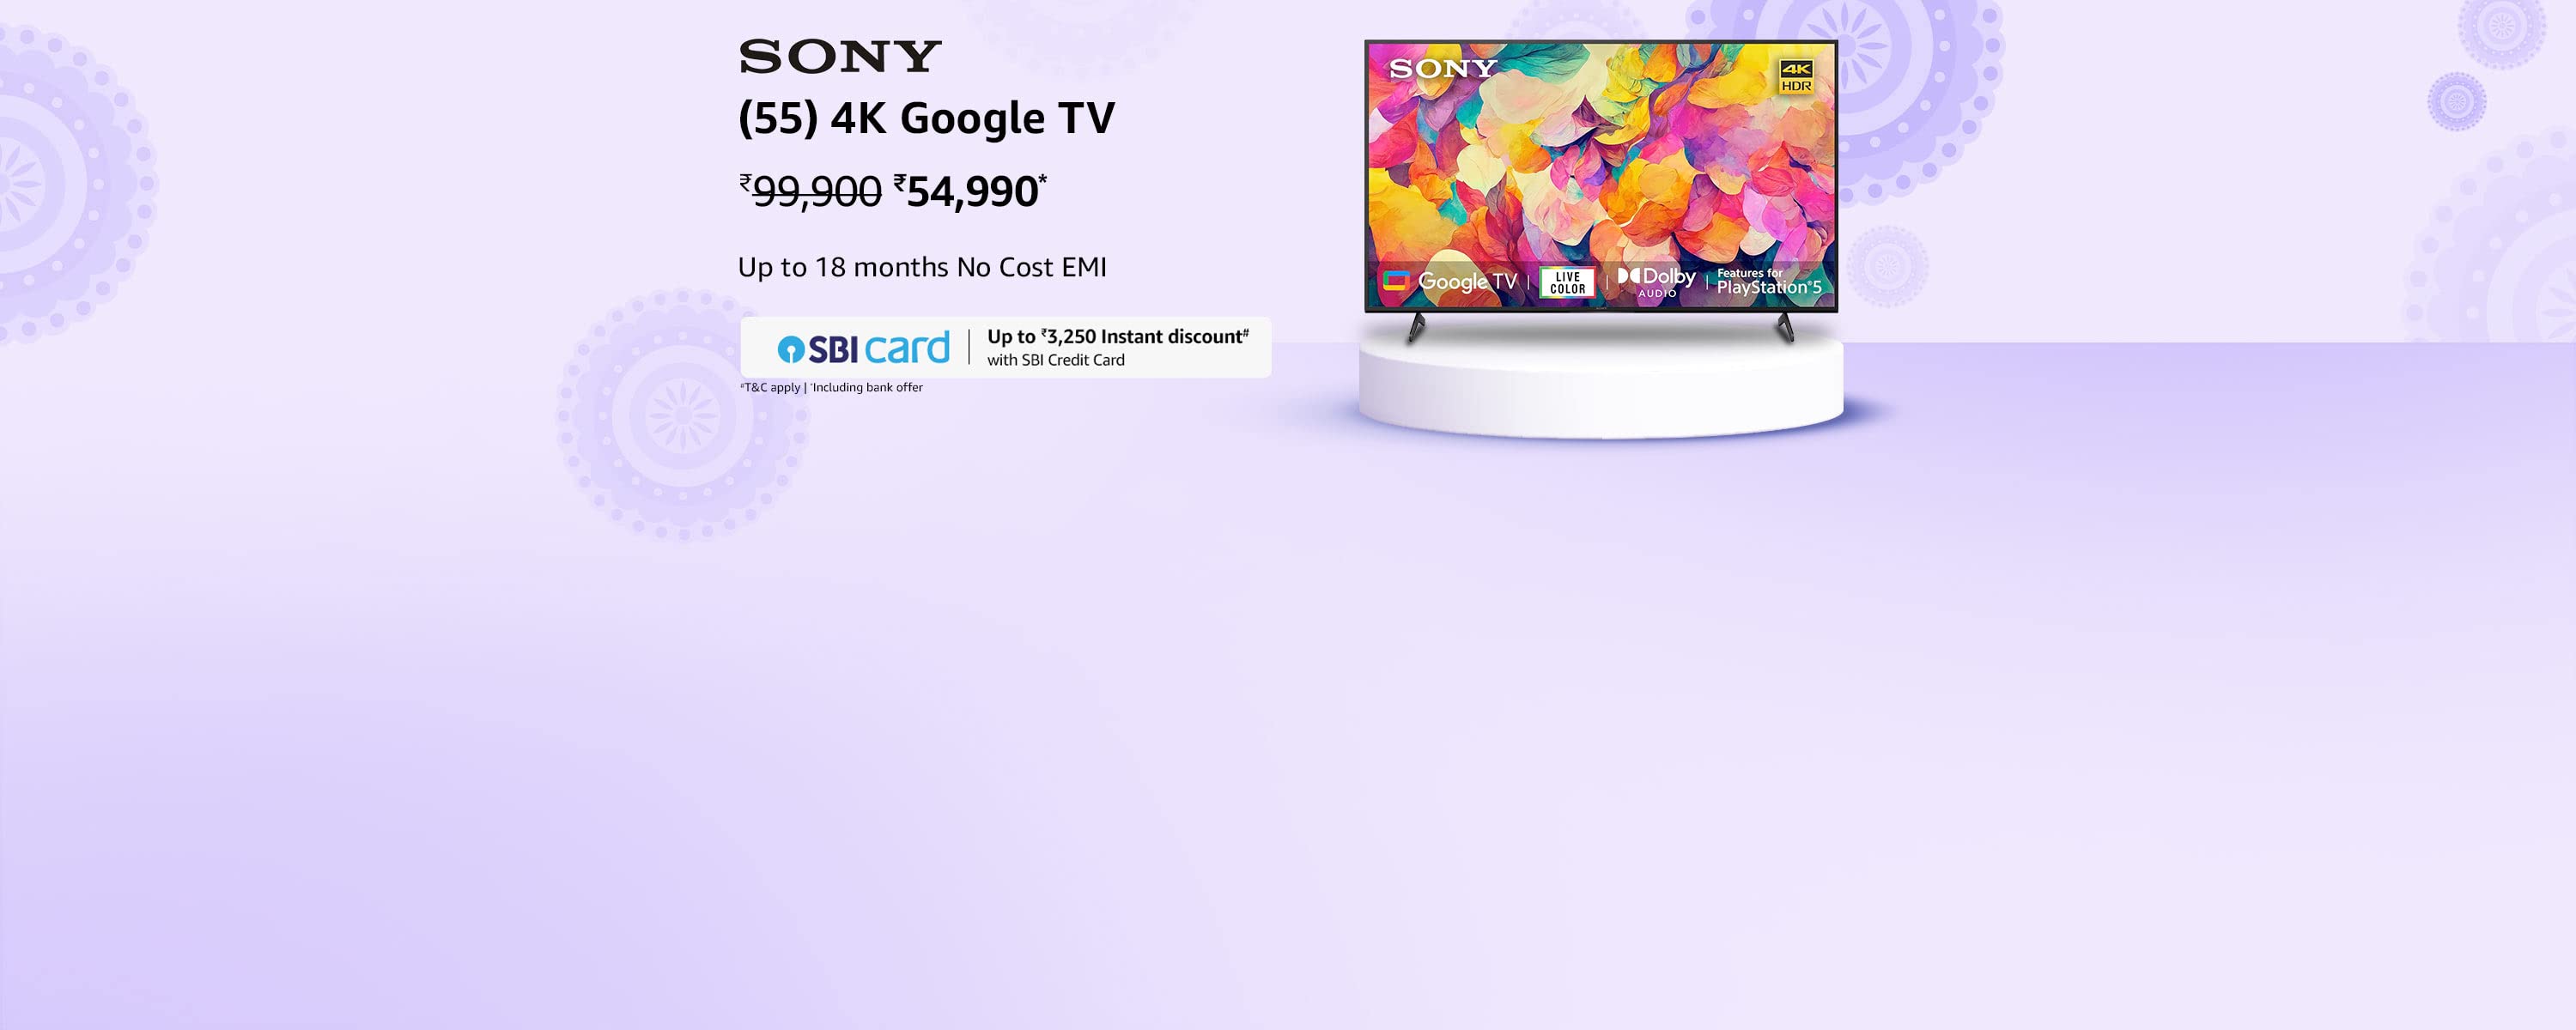 SONY
(55) 4K Google TV
₹99,900 ₹54,990*
Up to 18 months No Cost EMI
SBI card
Up to ₹3,250 Instant discount#
with SBI Credit Card
#T&C apply | *Including bank offer
SONY
4K
HDR
Google TV
LIVE
COLOR
Dolby
AUDIO
Features for
PlayStation®5